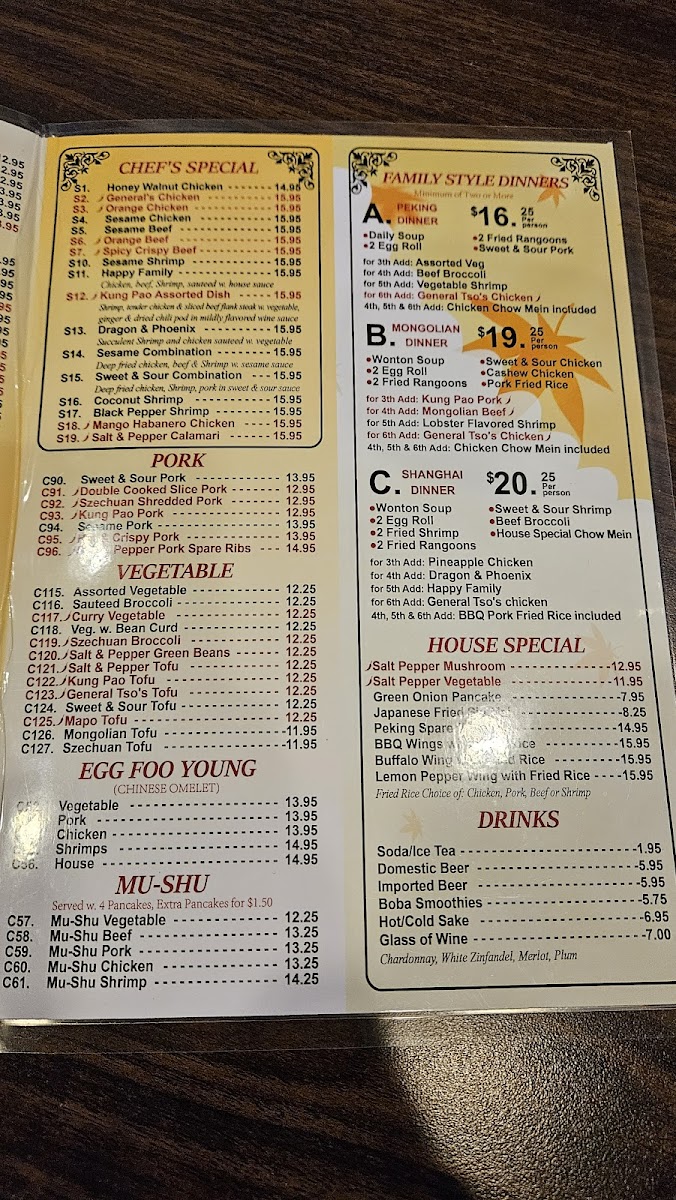 2.95
2.95
2.95
3.95
3.95
3.95
3.95
.95
.95
95
95
95
CHEF'S SPECIAL
S1. Honey Walnut Chicken 14.95
S2. General's Chicken 15.95
S3. Orange Chicken 15.95
S4. Sesame Chicken 15.95
S5. Sesame Beef 15.95
S6. Orange Beef 15.95
S7. Spicy Crispy Beef 15.95
S10. Sesame Shrimp 15.95
S11. Happy Family 15.95
Chicken, beef, Shrimp, sauteed w. house sauce
S12. Kung Pao Assorted Dish 15.95
Shrimp, tender chicken & sliced beef flank steak w. vegetable,
ginger & dried chili pod in mildly flavored wine sauce
S13. Dragon & Phoenix 15.95
Succulent Shrimp and chicken sauteed w. vegetable
S14. Sesame Combination 15.95
Deep fried chicken, beef & Shrimp w. sesame sauce
S15. Sweet & Sour Combination 15.95
Deep fried chicken, Shrimp, pork in sweet & sour sauce
S16. Coconut Shrimp 15.95
S17. Black Pepper Shrimp 15.95
S18. Mango Habanero Chicken 15.95
S19. Salt & Pepper Calamari 15.95
PORK
C90. Sweet & Sour Pork 13.95
C91. Double Cooked Slice Pork 12.95
C92. Szechuan Shredded Pork 12.95
C93. Kung Pao Pork 12.95
C94. Sesame Pork 13.95
C95. & Crispy Pork 13.95
C96. Pepper Pork Spare Ribs 14.95
VEGETABLE
C115. Assorted Vegetable 12.25
C116. Sauteed Broccoli 12.25
C117. Curry Vegetable 12.25
C118. Veg. w. Bean Curd 12.25
C119. Szechuan Broccoli 12.25
C120. Salt & Pepper Green Beans 12.25
C121. Salt & Pepper Tofu 12.25
C122. Kung Pao Tofu 12.25
C123. General Tso's Tofu 12.25
C124. Sweet & Sour Tofu 12.25
C125. Mapo Tofu 12.25
C126. Mongolian Tofu 11.95
C127. Szechuan Tofu 11.95
EGG FOO YOUNG
(CHINESE OMELET)
Vegetable 13.95
Pork 13.95
Chicken 13.95
Shrimps 14.95
House 14.95
MU-SHU
Served w. 4 Pancakes, Extra Pancakes for $1.50
C57. Mu-Shu Vegetable 12.25
C58. Mu-Shu Beef 13.25
C59. Mu-Shu Pork 13.25
C60. Mu-Shu Chicken 13.25
C61. Mu-Shu Shrimp 14.25
FAMILY STYLE DINNERS
Minimum of Two or More
A. PEKING DINNER $16.25 Per person
•Daily Soup •2 Fried Rangoons
•2 Egg Roll •Sweet & Sour Pork
for 3th Add: Assorted Veg
for 4th Add: Beef Broccoli
for 5th Add: Vegetable Shrimp
for 6th Add: General Tso's Chicken
4th, 5th & 6th Add: Chicken Chow Mein included
B. MONGOLIAN DINNER $19.25 Per person
•Wonton Soup •Sweet & Sour Chicken
•2 Egg Roll •Cashew Chicken
•2 Fried Rangoons •Pork Fried Rice
for 3th Add: Kung Pao Pork
for 4th Add: Mongolian Beef
for 5th Add: Lobster Flavored Shrimp
for 6th Add: General Tso's Chicken
4th, 5th & 6th Add: Chicken Chow Mein included
C. SHANGHAI DINNER $20.25 Per person
•Wonton Soup •Sweet & Sour Shrimp
•2 Egg Roll •Beef Broccoli
•2 Fried Shrimp •House Special Chow Mein
•2 Fried Rangoons
for 3th Add: Pineapple Chicken
for 4th Add: Dragon & Phoenix
for 5th Add: Happy Family
for 6th Add: General Tso's chicken
4th, 5th & 6th Add: BBQ Pork Fried Rice included
HOUSE SPECIAL
Salt Pepper Mushroom 12.95
Salt Pepper Vegetable 11.95
Green Onion Pancake 7.95
Japanese Fried 8.25
Peking Spare 14.95
BBQ Wings 15.95
Buffalo Wing Rice 15.95
Lemon Pepper Wing with Fried Rice 15.95
Fried Rice Choice of: Chicken, Pork, Beef or Shrimp
DRINKS
Soda/Ice Tea 1.95
Domestic Beer 5.95
Imported Beer 5.95
Boba Smoothies 5.75
Hot/Cold Sake 6.95
Glass of Wine 7.00
Chardonnay, White Zinfandel, Merlot, Plum